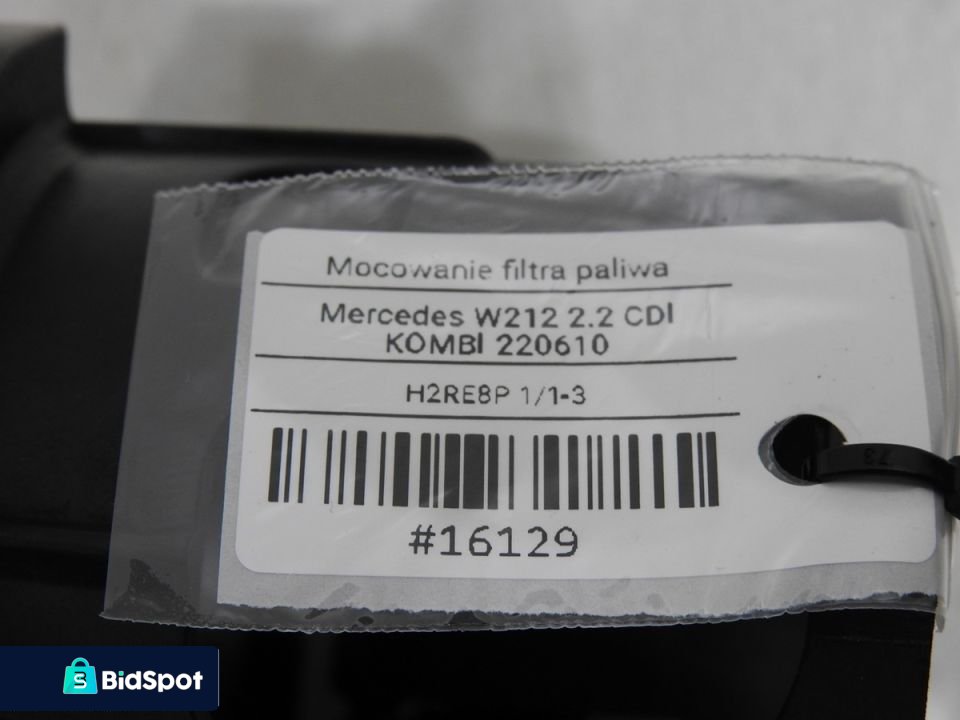 Mocowanie filtra paliwa
Mercedes W212 2.2 CDI
KOMBI 220610
H2RE8P 1/1-3
#16129
73
BidSpot